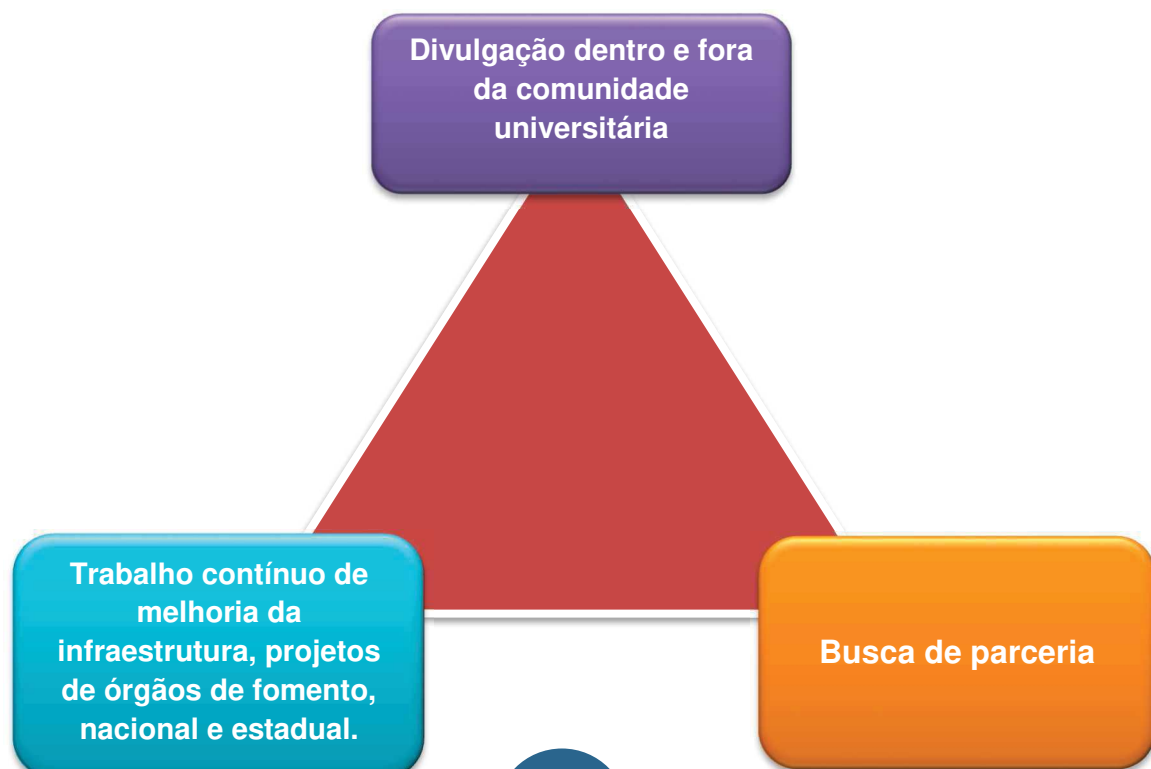 Divulgação dentro e fora
da comunidade
universitária
Trabalho contínuo de
melhoria da
infraestrutura, projetos
de órgãos de fomento,
nacional e estadual.
Busca de parceria